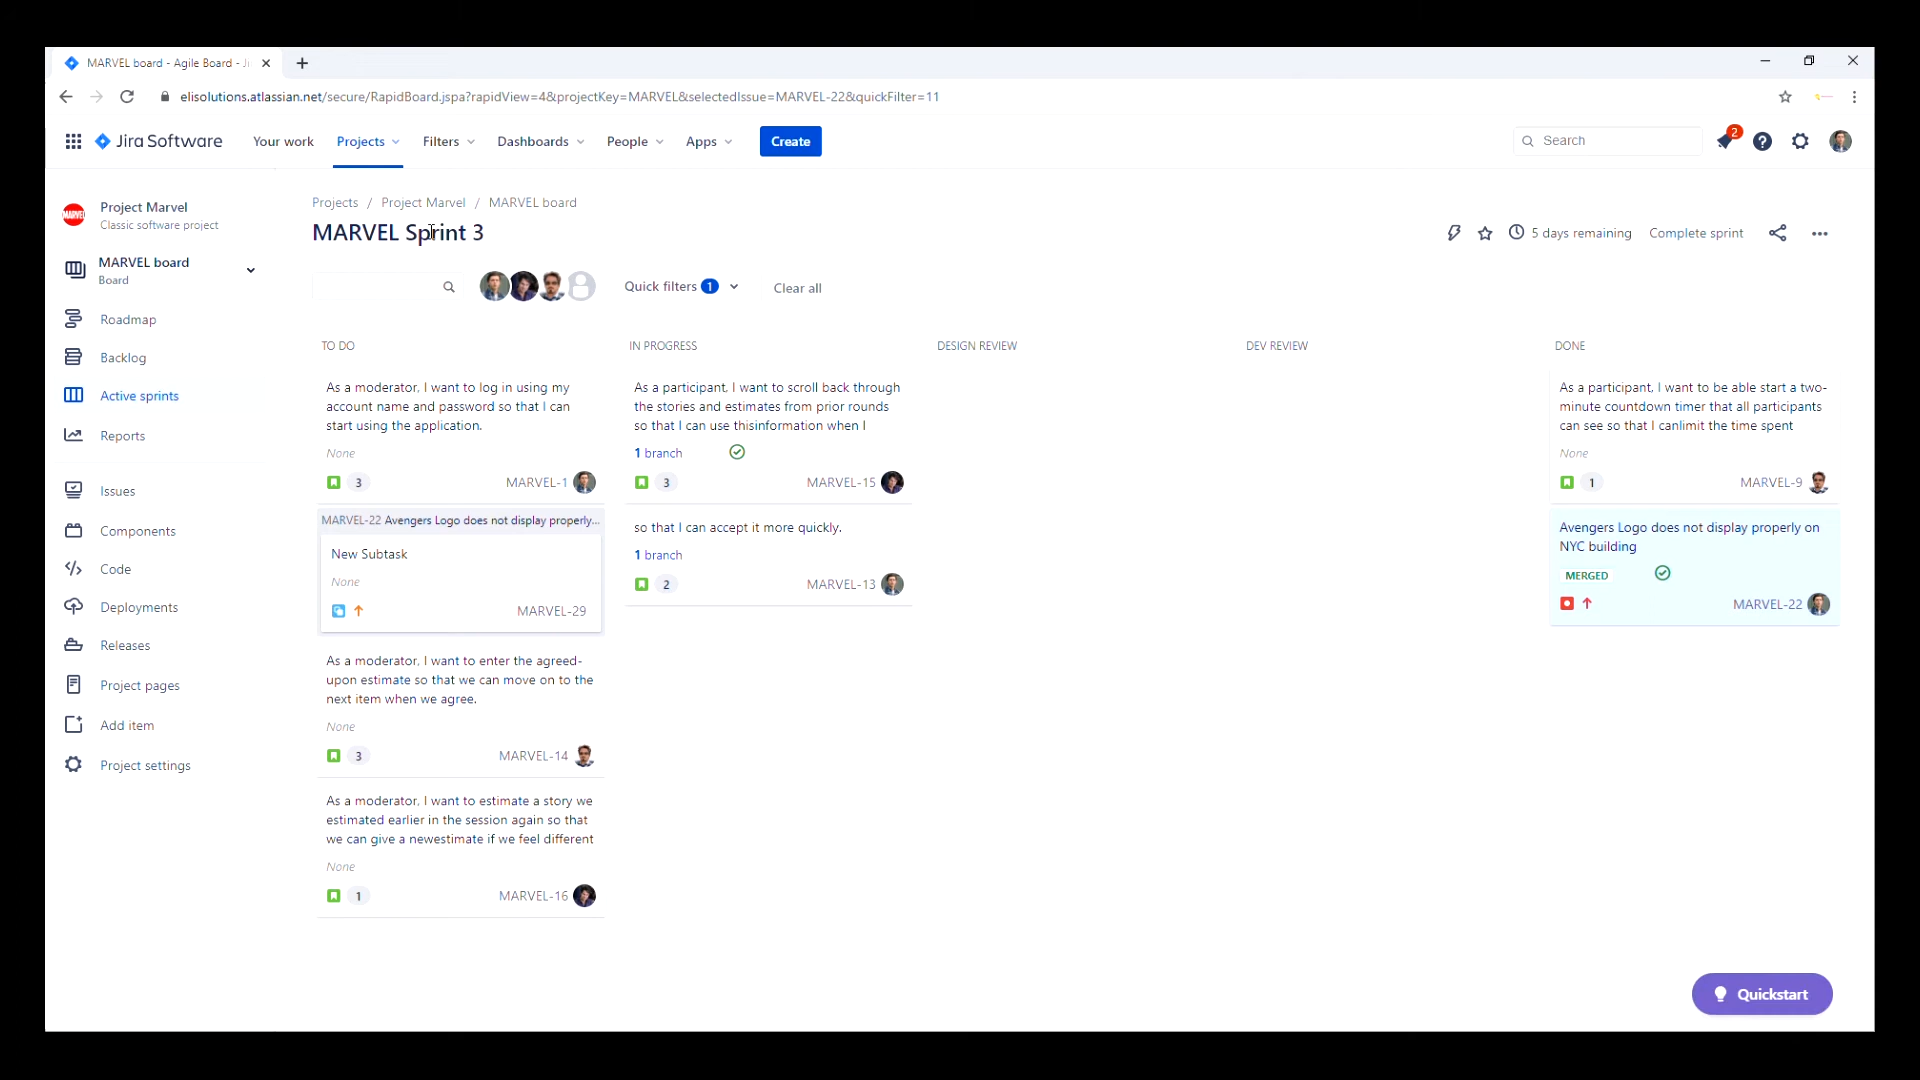 MARVEL board - Agile Board - Ji
elisolutions.atlassian.net/secure/RapidBoard.jspa?rapidView=4&projectKey=MARVEL&selectedIssue=MARVEL-22&quickFilter=11
Jira Software
Your work
Projects
Filters
Dashboards
People
Apps
Create
Search
2
MARVEL
Project Marvel
Classic software project
MARVEL board
Board
Roadmap
Backlog
Active sprints
Reports
Issues
Components
Code
Deployments
Releases
Project pages
Add item
Project settings
Projects / Project Marvel / MARVEL board
MARVEL Sprint 3
5 days remaining
Complete sprint
Quick filters 1
Clear all
TO DO
As a moderator, I want to log in using my
account name and password so that I can
start using the application.
None
3
MARVEL-1
MARVEL-22 Avengers Logo does not display properly...
New Subtask
None
MARVEL-29
As a moderator, I want to enter the agreed-
upon estimate so that we can move on to the
next item when we agree.
None
3
MARVEL-14
As a moderator, I want to estimate a story we
estimated earlier in the session again so that
we can give a newestimate if we feel different
None
1
MARVEL-16
IN PROGRESS
As a participant, I want to scroll back through
the stories and estimates from prior rounds
so that I can use thisinformation when I
1 branch
3
MARVEL-15
so that I can accept it more quickly.
1 branch
2
MARVEL-13
DESIGN REVIEW
DEV REVIEW
DONE
As a participant, I want to be able start a two-
minute countdown timer that all participants
can see so that I canlimit the time spent
None
1
MARVEL-9
Avengers Logo does not display properly on
NYC building
MERGED
MARVEL-22
Quickstart